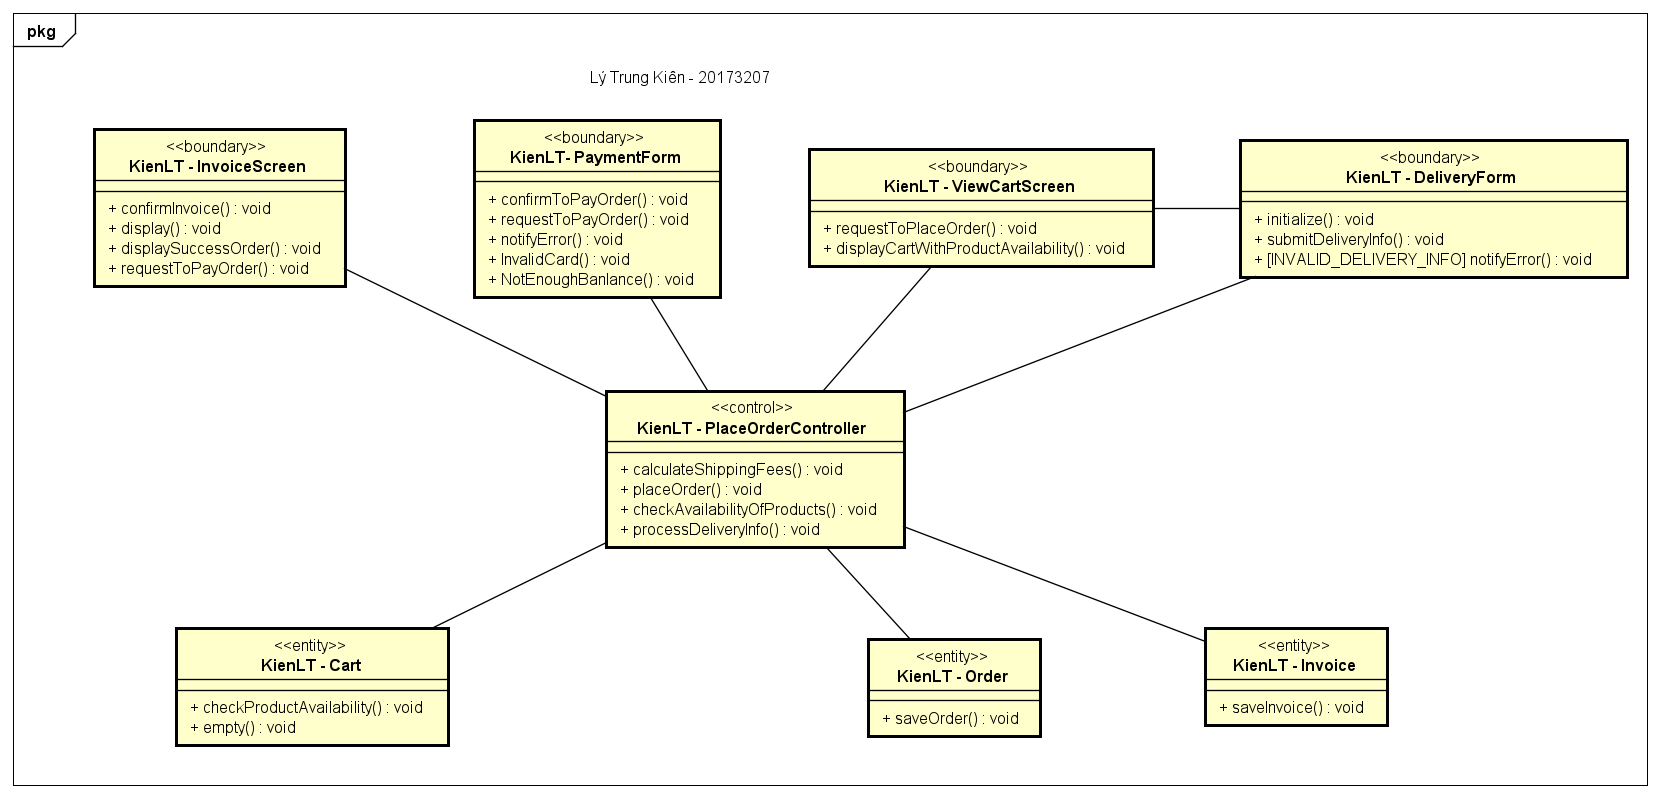 pkg
Lý Trung Kiên - 20173207
<<boundary>>
KienLT - InvoiceScreen
+ confirmInvoice() : void
+ display() : void
+ displaySuccessOrder() : void
+ requestToPayOrder() : void
<<boundary>>
KienLT- PaymentForm
+ confirmToPayOrder() : void
+ requestToPayOrder() : void
+ notifyError() : void
+ InvalidCard() : void
+ NotEnoughBanlance() : void
<<boundary>>
KienLT - ViewCartScreen
+ requestToPlaceOrder() : void
+ displayCartWithProductAvailability() : void
<<boundary>>
KienLT - DeliveryForm
+ initialize() : void
+ submitDeliveryInfo() : void
+ [INVALID_DELIVERY_INFO] notifyError() : void
<<control>>
KienLT - PlaceOrderController
+ calculateShippingFees() : void
+ placeOrder() : void
+ checkAvailabilityOfProducts() : void
+ processDeliveryInfo() : void
<<entity>>
KienLT - Cart
+ checkProductAvailability() : void
+ empty() : void
<<entity>>
KienLT - Order
+ saveOrder() : void
<<entity>>
KienLT - Invoice
+ saveInvoice() : void